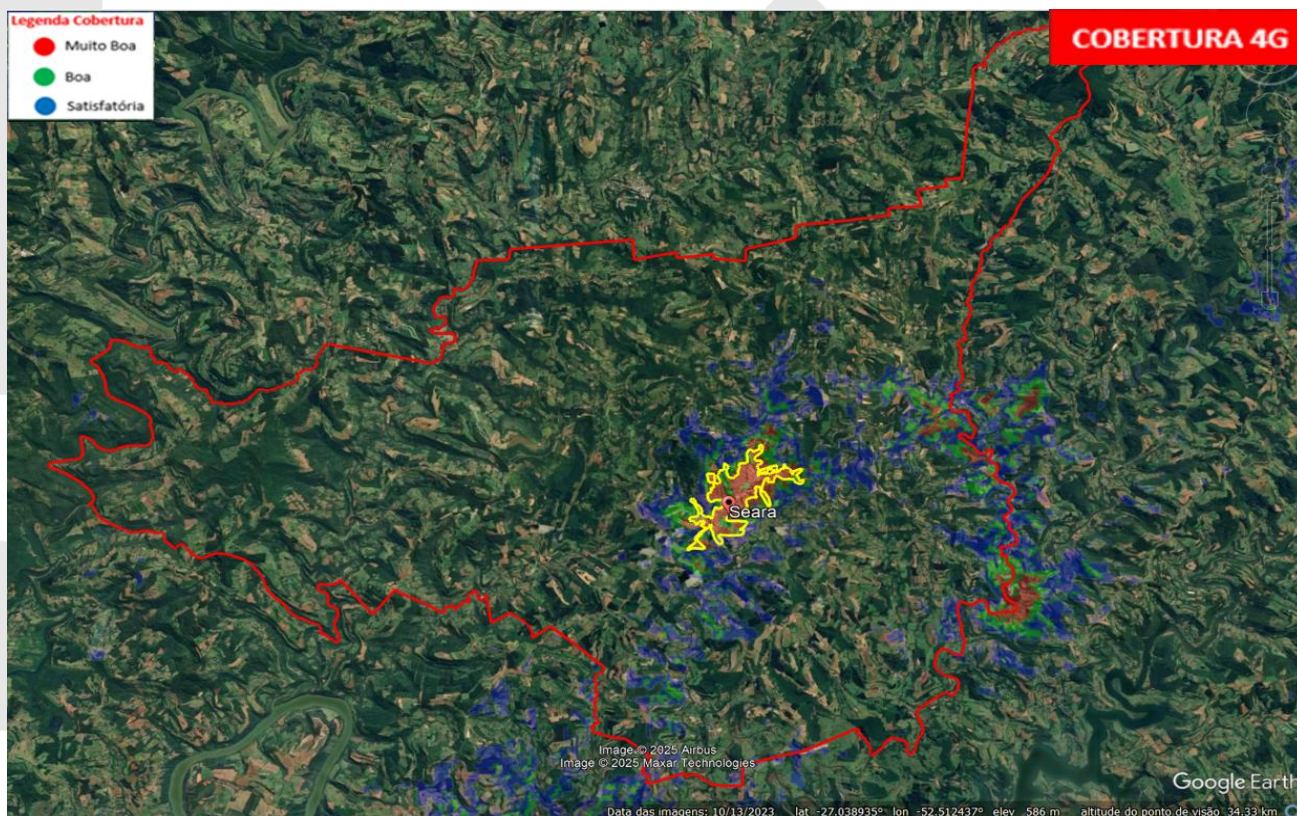 Legenda Cobertura
Muito Boa
Boa
Satisfatória
COBERTURA 4G
Seara
Image © 2025 Airbus
Image © 2025 Maxar Technologies
Google Earth
Data das imagens: 10/13/2023 lat -27.038935° lon -52.512437° elev 586 m altitude do ponto de visão 34.33 km